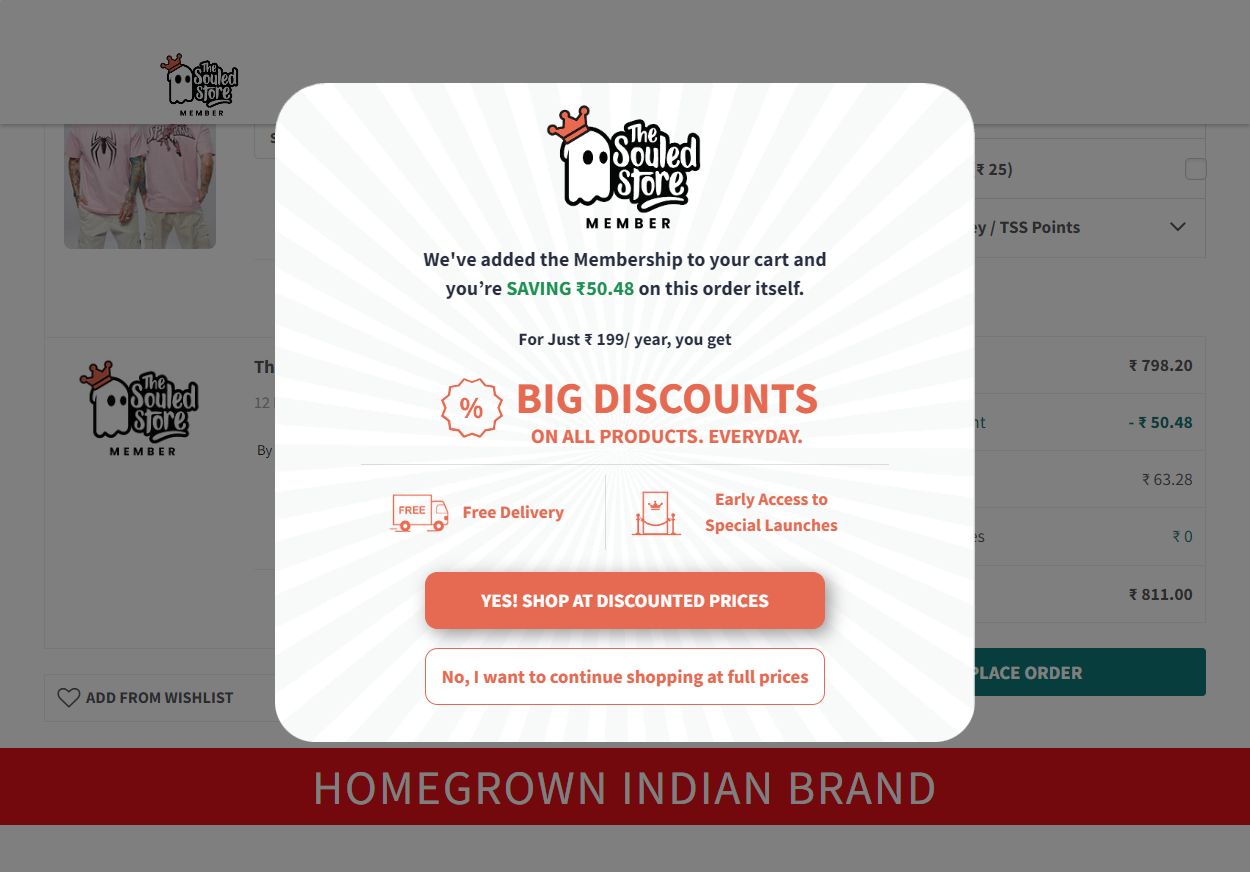 The
Souled
Store
MEMBER
The
Souled
Store
MEMBER
We've added the Membership to your cart and
you’re SAVING ₹50.48 on this order itself.
For Just ₹ 199/ year, you get
%
BIG DISCOUNTS
ON ALL PRODUCTS. EVERYDAY.
FREE
Free Delivery
Early Access to
Special Launches
YES! SHOP AT DISCOUNTED PRICES
No, I want to continue shopping at full prices
₹ 25)
/ TSS Points
The
Souled
Store
MEMBER
Th
12
By
₹ 798.20
- ₹ 50.48
₹ 63.28
₹ 0
₹ 811.00
PLACE ORDER
ADD FROM WISHLIST
HOMEGROWN INDIAN BRAND